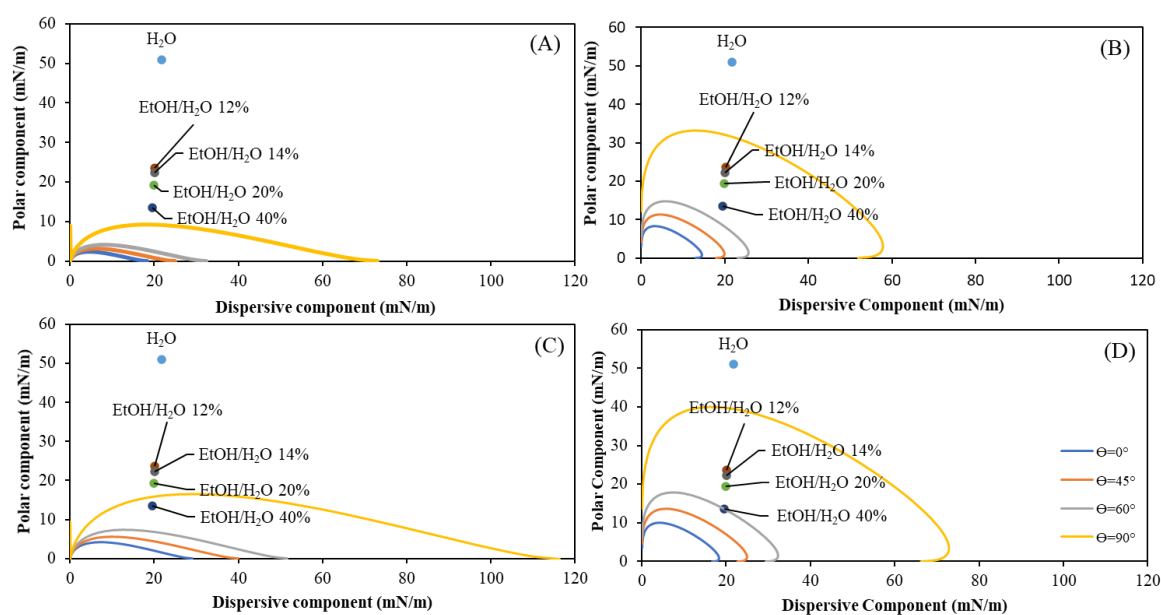 (A)
60
50
40
30
20
10
0
0 20 40 60 80 100 120
Polar component (mN/m)
Dispersive component (mN/m)
H₂O
EtOH/H₂O 12%
EtOH/H₂O 14%
EtOH/H₂O 20%
EtOH/H₂O 40%
(B)
60
50
40
30
20
10
0
0 20 40 60 80 100 120
Polar component (mN/m)
Dispersive Component (mN/m)
H₂O
EtOH/H₂O 12%
EtOH/H₂O 14%
EtOH/H₂O 20%
EtOH/H₂O 40%
(C)
60
50
40
30
20
10
0
0 20 40 60 80 100 120
Polar component (mN/m)
Dispersive component (mN/m)
H₂O
EtOH/H₂O 12%
EtOH/H₂O 14%
EtOH/H₂O 20%
EtOH/H₂O 40%
(D)
60
50
40
30
20
10
0
0 20 40 60 80 100 120
Polar component (mN/m)
Dispersive Component (mN/m)
H₂O
EtOH/H₂O 12%
EtOH/H₂O 14%
EtOH/H₂O 20%
EtOH/H₂O 40%
ϴ=0°
ϴ=45°
ϴ=60°
ϴ=90°